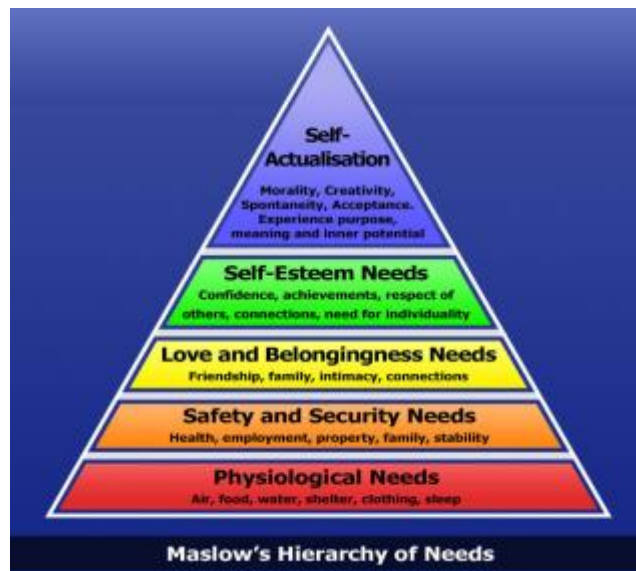 Self-
Actualisation
Morality, Creativity,
Spontaneity, Acceptance.
Experience purpose,
meaning and inner potential
Self-Esteem Needs
Confidence, achievements, respect of
others, connections, need for individuality
Love and Belongingness Needs
Friendship, family, intimacy, connections
Safety and Security Needs
Health, employment, property, family, stability
Physiological Needs
Air, food, water, shelter, clothing, sleep
Maslow's Hierarchy of Needs